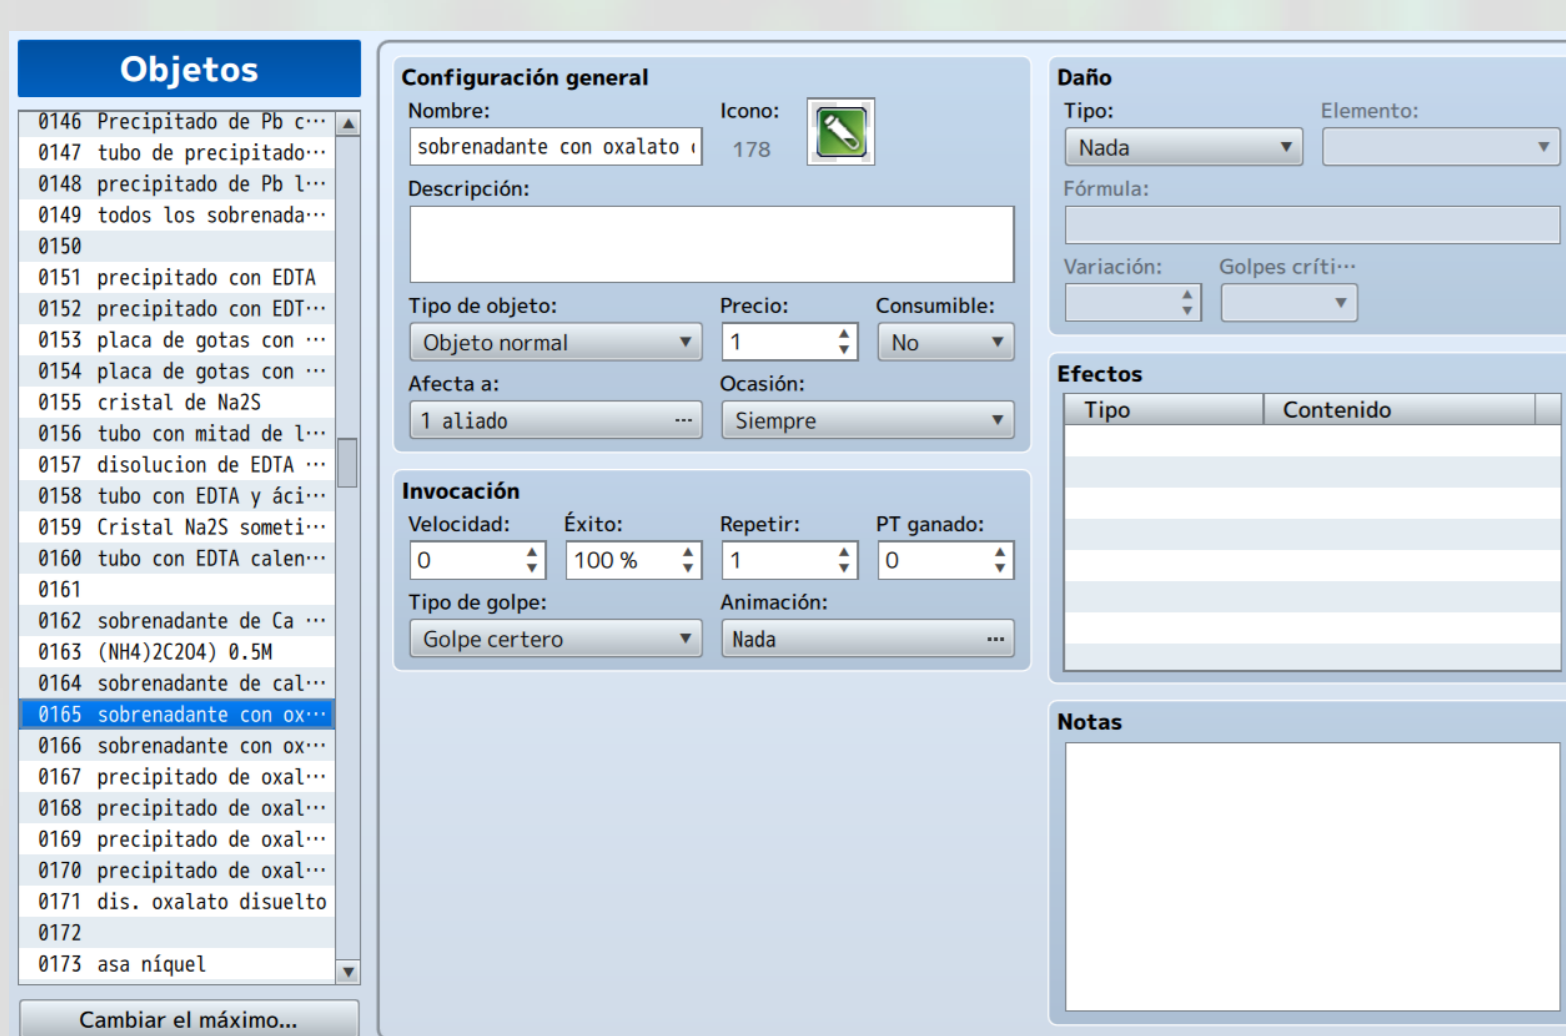 Objetos
0146 Precipitado de Pb c···
0147 tubo de precipitado···
0148 precipitado de Pb l···
0149 todos los sobrenada···
0150
0151 precipitado con EDTA
0152 precipitado con EDT···
0153 placa de gotas con ···
0154 placa de gotas con ···
0155 cristal de Na2S
0156 tubo con mitad de l···
0157 disolucion de EDTA ···
0158 tubo con EDTA y áci···
0159 Cristal Na2S someti···
0160 tubo con EDTA calen···
0161
0162 sobrenadante de Ca ···
0163 (NH4)2C2O4) 0.5M
0164 sobrenadante de cal···
0165 sobrenadante con ox···
0166 sobrenadante con ox···
0167 precipitado de oxal···
0168 precipitado de oxal···
0169 precipitado de oxal···
0170 precipitado de oxal···
0171 dis. oxalato disuelto
0172
0173 asa níquel
Cambiar el máximo...
Configuración general
Nombre: Icono:
sobrenadante con oxalato 178
Descripción:
Tipo de objeto: Precio: Consumible:
Objeto normal 1 No
Afecta a: Ocasión:
1 aliado ··· Siempre
Invocación
Velocidad: Éxito: Repetir: PT ganado:
0 100 % 1 0
Tipo de golpe: Animación:
Golpe certero Nada ···
Daño
Tipo: Elemento:
Nada
Fórmula:
Variación: Golpes críti···
Efectos
Tipo Contenido
Notas